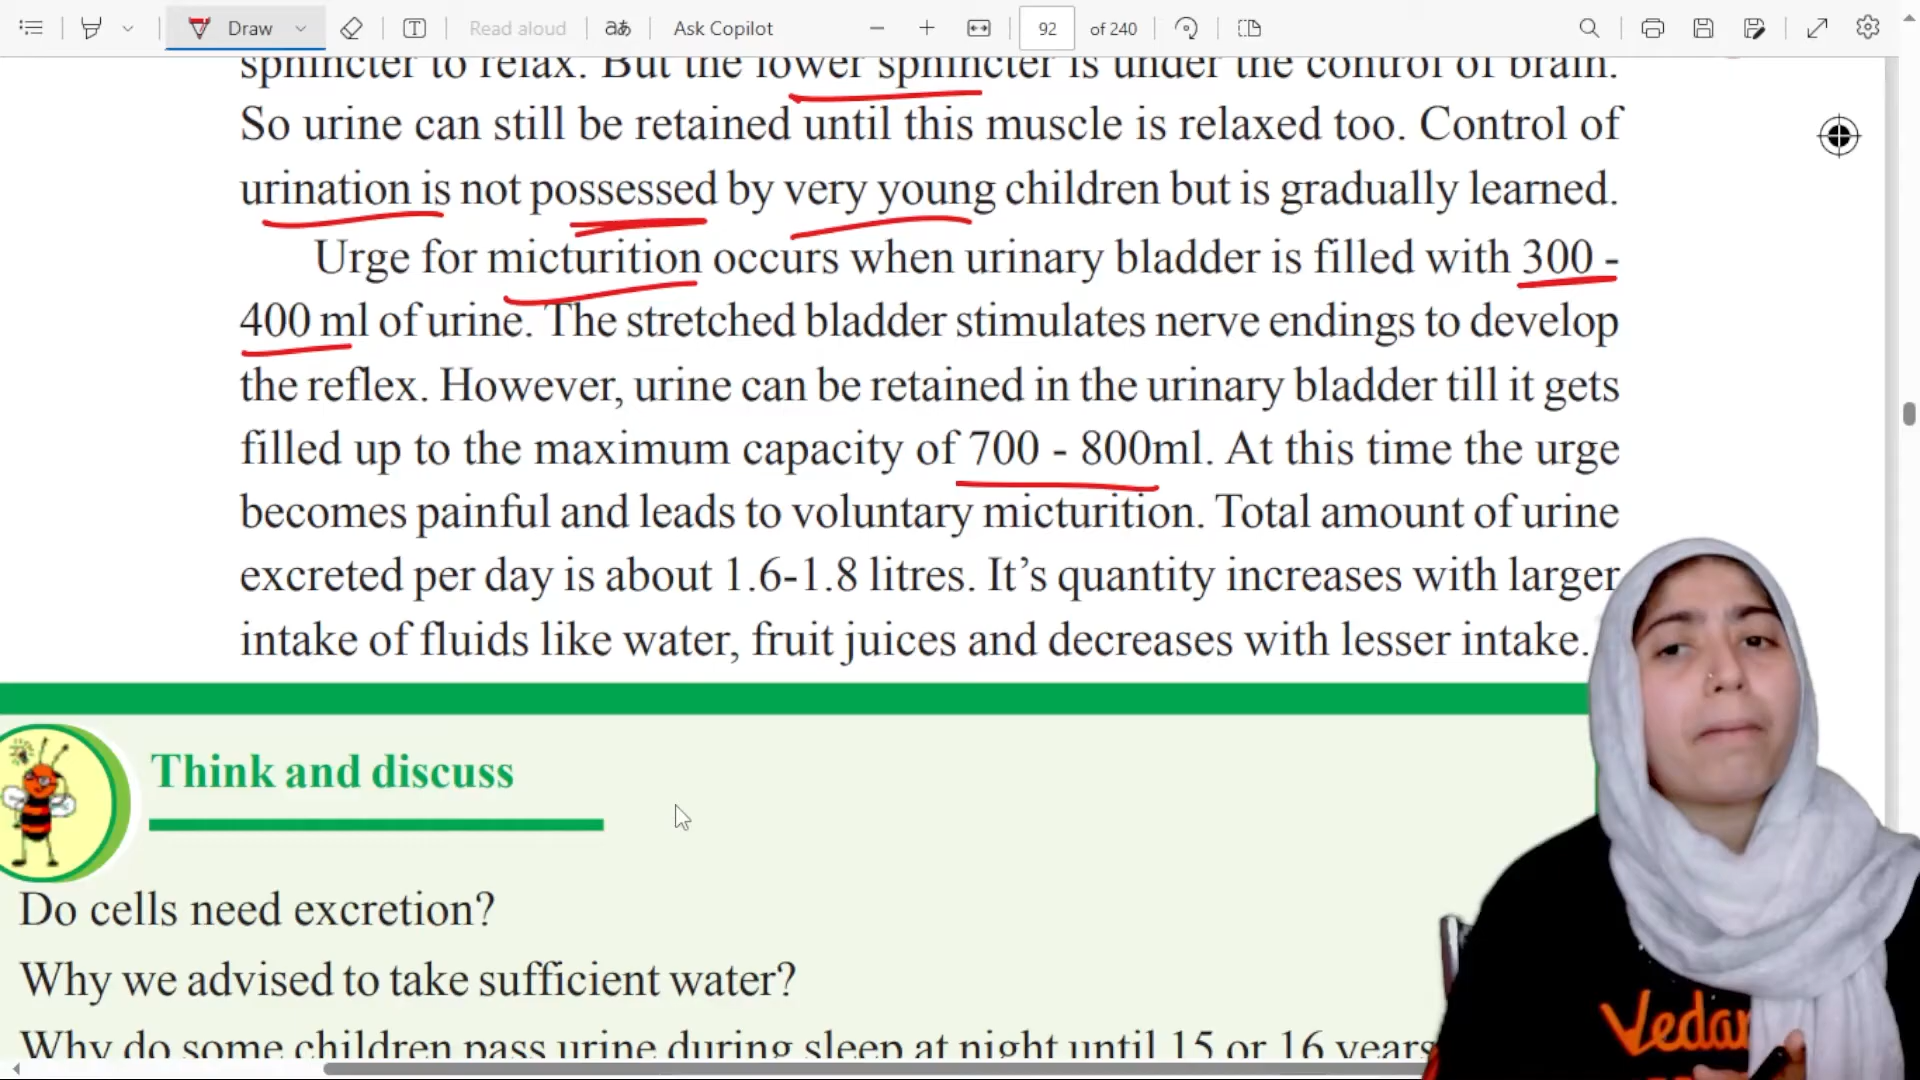 Draw
Read aloud
Ask Copilot
92
of 240
sphincter to relax. But the lower sphincter is under the control of brain.
So urine can still be retained until this muscle is relaxed too. Control of
urination is not possessed by very young children but is gradually learned.
Urge for micturition occurs when urinary bladder is filled with 300 -
400 ml of urine. The stretched bladder stimulates nerve endings to develop
the reflex. However, urine can be retained in the urinary bladder till it gets
filled up to the maximum capacity of 700 - 800ml. At this time the urge
becomes painful and leads to voluntary micturition. Total amount of urine
excreted per day is about 1.6-1.8 litres. It’s quantity increases with larger
intake of fluids like water, fruit juices and decreases with lesser intake.
Think and discuss
Do cells need excretion?
Why we advised to take sufficient water?
Why do some children pass urine during sleep at night until 15 or 16 years